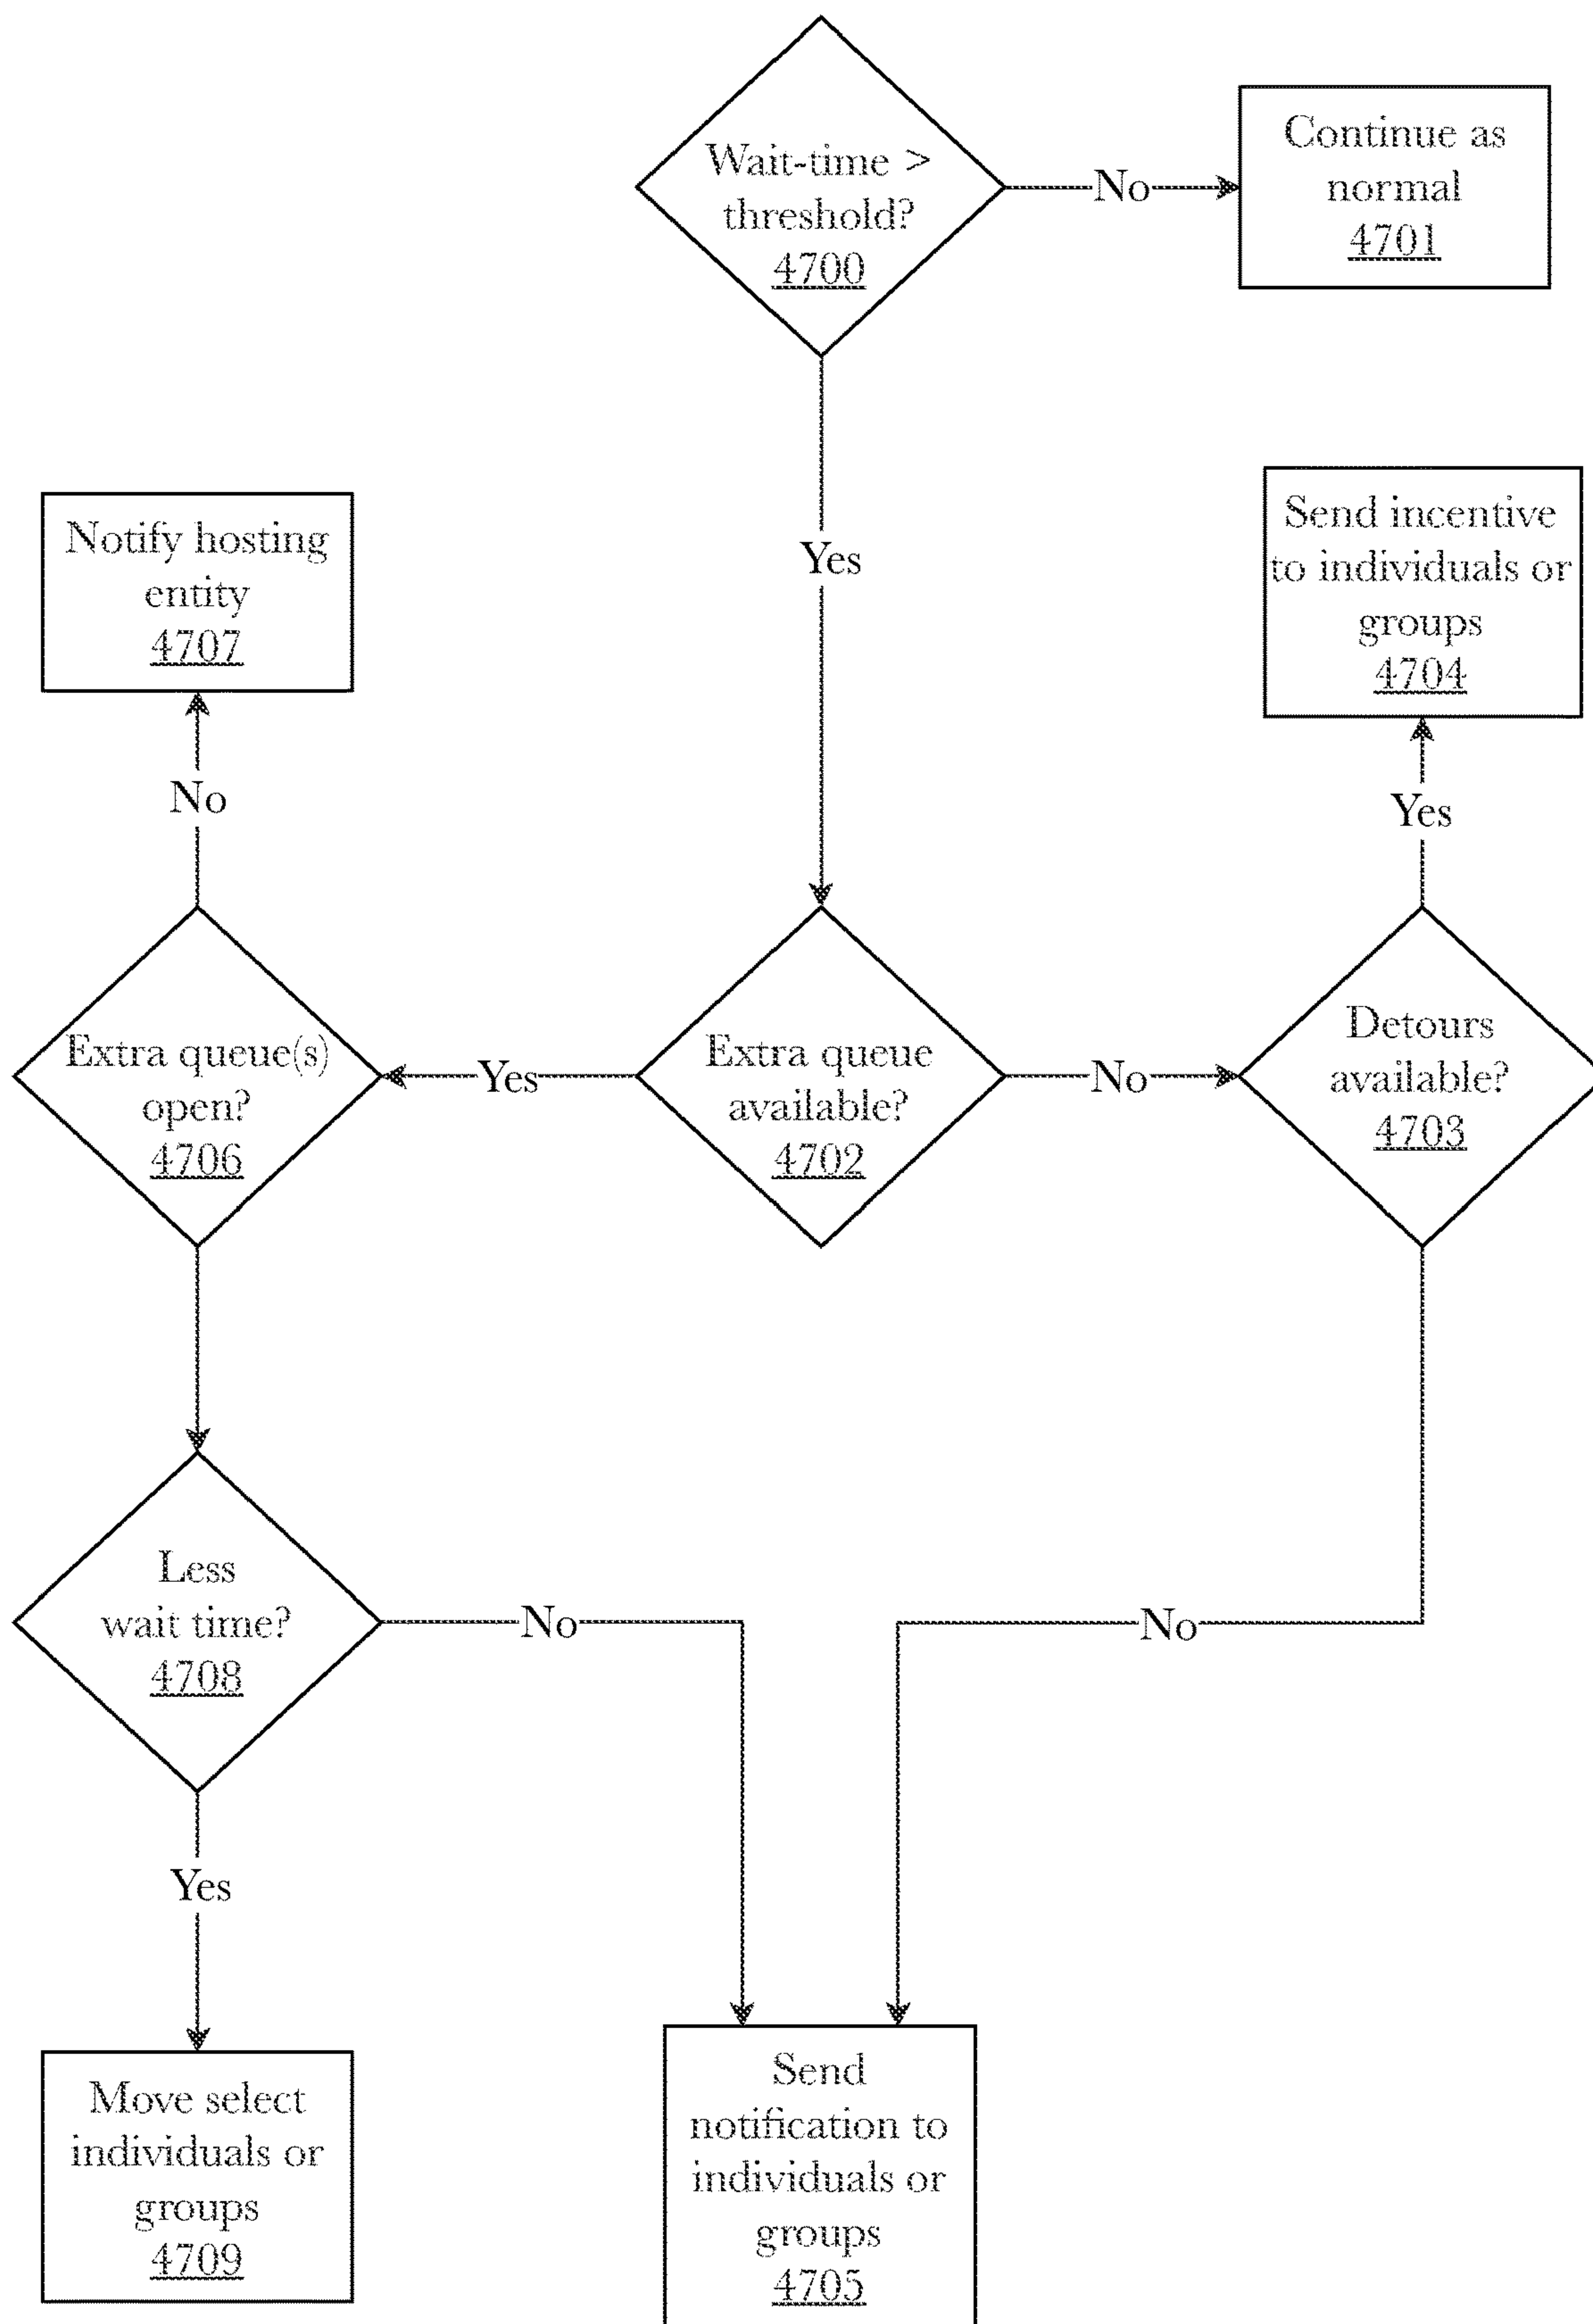 Wait-time >
threshold?
4700
No
Continue as
normal
4701
Yes
Notify hosting
entity
4707
Send incentive
to individuals or
groups
4704
No
Yes
Extra queue(s)
open?
4706
Yes
Extra queue
available?
4702
No
Detours
available?
4703
Less
wait time?
4708
No
No
Yes
Move select
individuals or
groups
4709
Send
notification to
individuals or
groups
4705